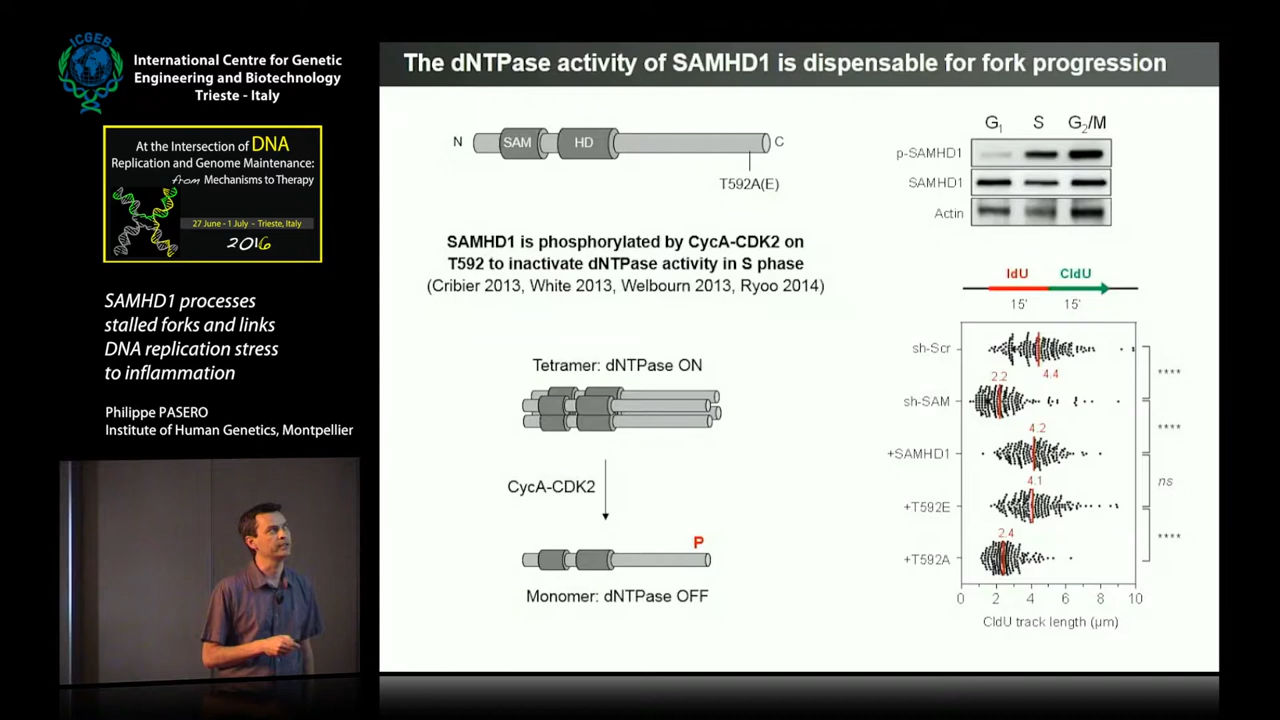 ICGEB
International Centre for Genetic
Engineering and Biotechnology
Trieste - Italy
At the Intersection of DNA
Replication and Genome Maintenance:
from Mechanisms to Therapy
27 June - 1 July - Trieste, Italy
2016
SAMHD1 processes
stalled forks and links
DNA replication stress
to inflammation
Philippe PASERO
Institute of Human Genetics, Montpellier
The dNTPase activity of SAMHD1 is dispensable for fork progression
N SAM HD C
T592A(E)
SAMHD1 is phosphorylated by CycA-CDK2 on
T592 to inactivate dNTPase activity in S phase
(Cribier 2013, White 2013, Welbourn 2013, Ryoo 2014)
Tetramer: dNTPase ON
CycA-CDK2
P
Monomer: dNTPase OFF
G1 S G2/M
p-SAMHD1
SAMHD1
Actin
IdU CldU
15' 15'
sh-Scr
4.4
****
2.2
sh-SAM
****
4.2
+SAMHD1
ns
4.1
+T592E
****
2.4
+T592A
0 2 4 6 8 10
CldU track length (µm)